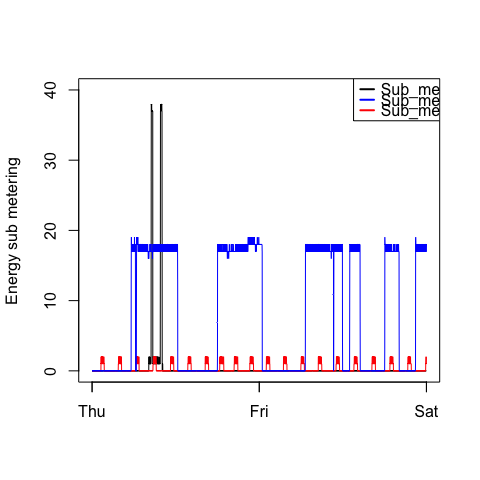 Sub_me
Sub_me
Sub_me
Energy sub metering
40
30
20
10
0
Thu Fri Sat